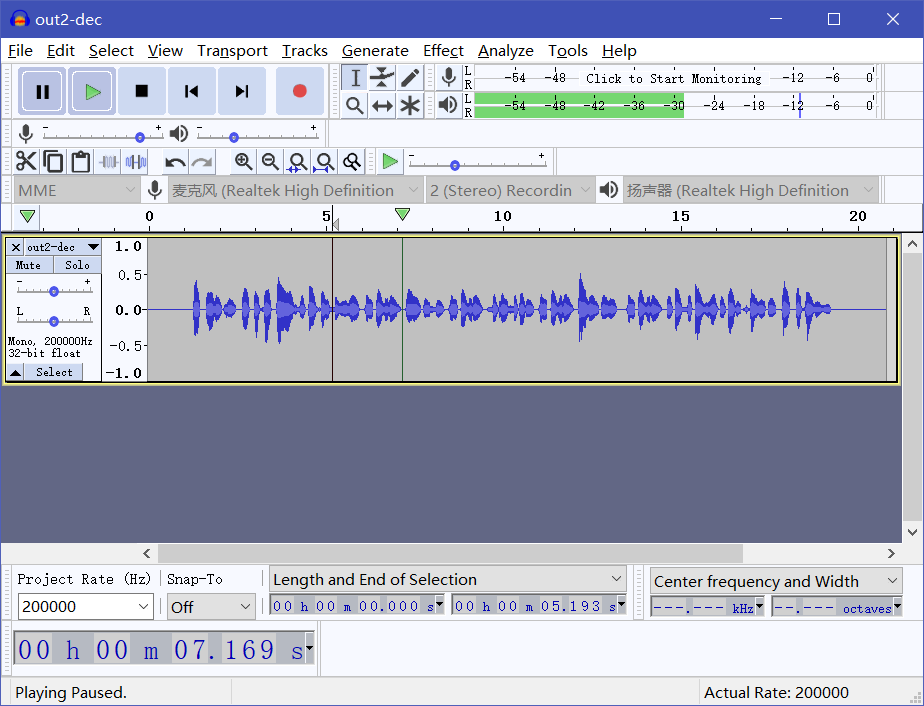 out2-dec
File Edit Select View Transport Tracks Generate Effect Analyze Tools Help
L R -54 -48 Click to Start Monitoring -12 -6 0
L R -54 -48 -42 -36 -30 -24 -18 -12 -6 0
- + - +
- +
MME 麦克风 (Realtek High Definition 2 (Stereo) Recordin 扬声器 (Realtek High Definition
0 5 10 15 20
out2-dec 1.0
Mute Solo
- + 0.5
L R 0.0
Mono, 200000Hz
32-bit float -0.5
Select -1.0
Project Rate (Hz) Snap-To Length and End of Selection Center frequency and Width
200000 Off 00 h 00 m 00.000 s 00 h 00 m 05.193 s ---.--- kHz --.--- octaves
00 h 00 m 07.169 s
Playing Paused. Actual Rate: 200000